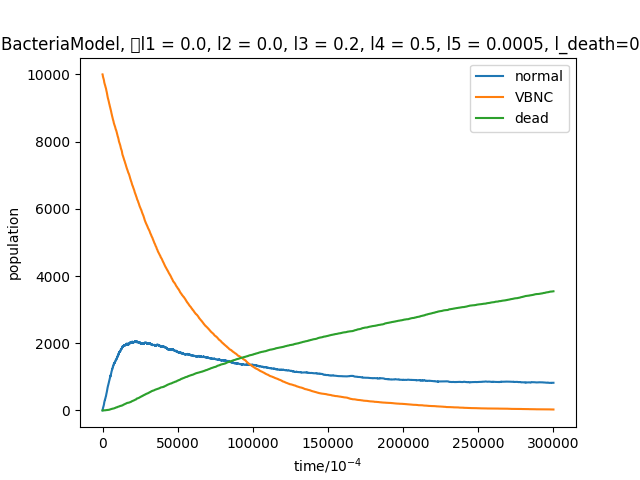 BacteriaModel, l1 = 0.0, l2 = 0.0, l3 = 0.2, l4 = 0.5, l5 = 0.0005, l_death=0
normal
VBNC
dead
10000
8000
6000
4000
2000
0
population
0 50000 100000 150000 200000 250000 300000
time/10⁻⁴